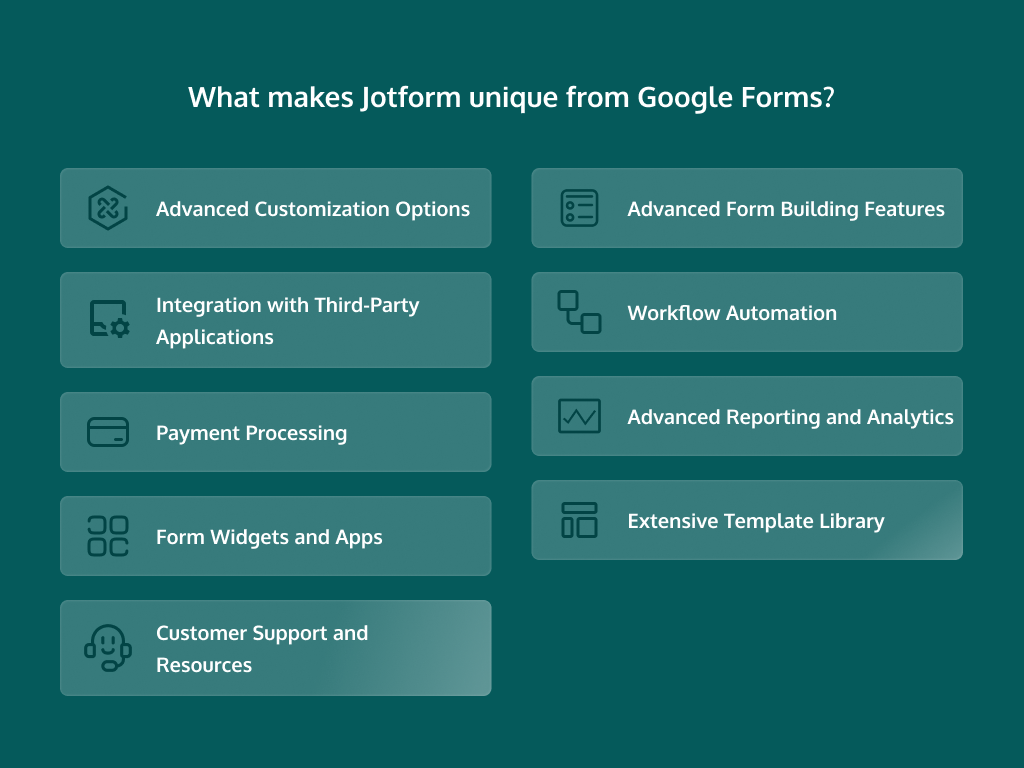 What makes Jotform unique from Google Forms?
Advanced Customization Options
Integration with Third-Party
Applications
Payment Processing
Form Widgets and Apps
Customer Support and
Resources
Advanced Form Building Features
Workflow Automation
Advanced Reporting and Analytics
Extensive Template Library